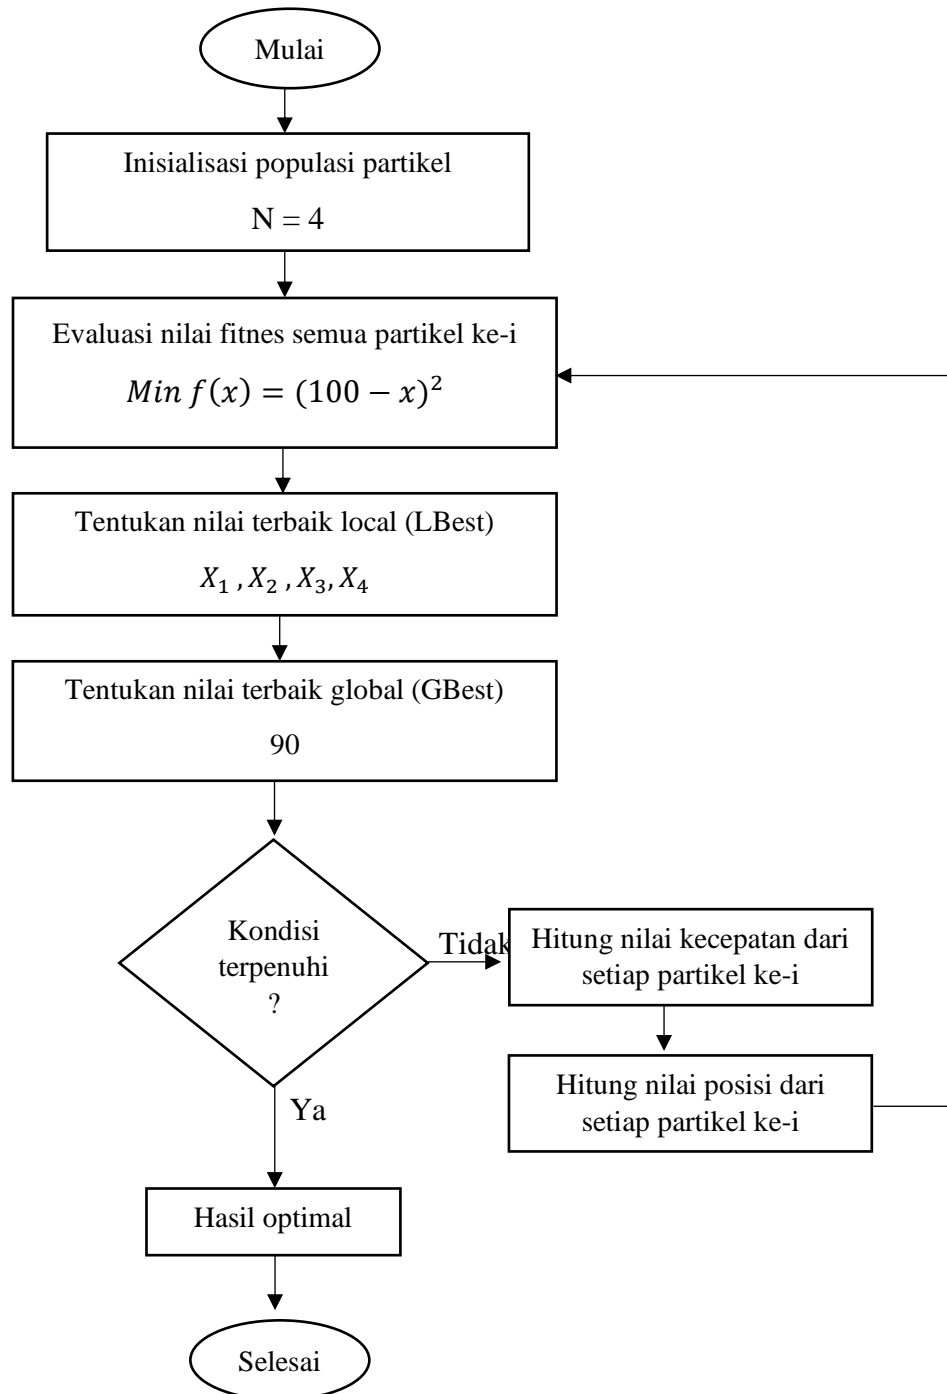 Mulai
Inisialisasi populasi partikel
N = 4
Evaluasi nilai fitnes semua partikel ke-i
Min f(x) = (100 − x)²
Tentukan nilai terbaik local (LBest)
X₁ , X₂ , X₃, X₄
Tentukan nilai terbaik global (GBest)
90
Kondisi
terpenuhi
?
Tidak
Hitung nilai kecepatan dari
setiap partikel ke-i
Hitung nilai posisi dari
setiap partikel ke-i
Ya
Hasil optimal
Selesai